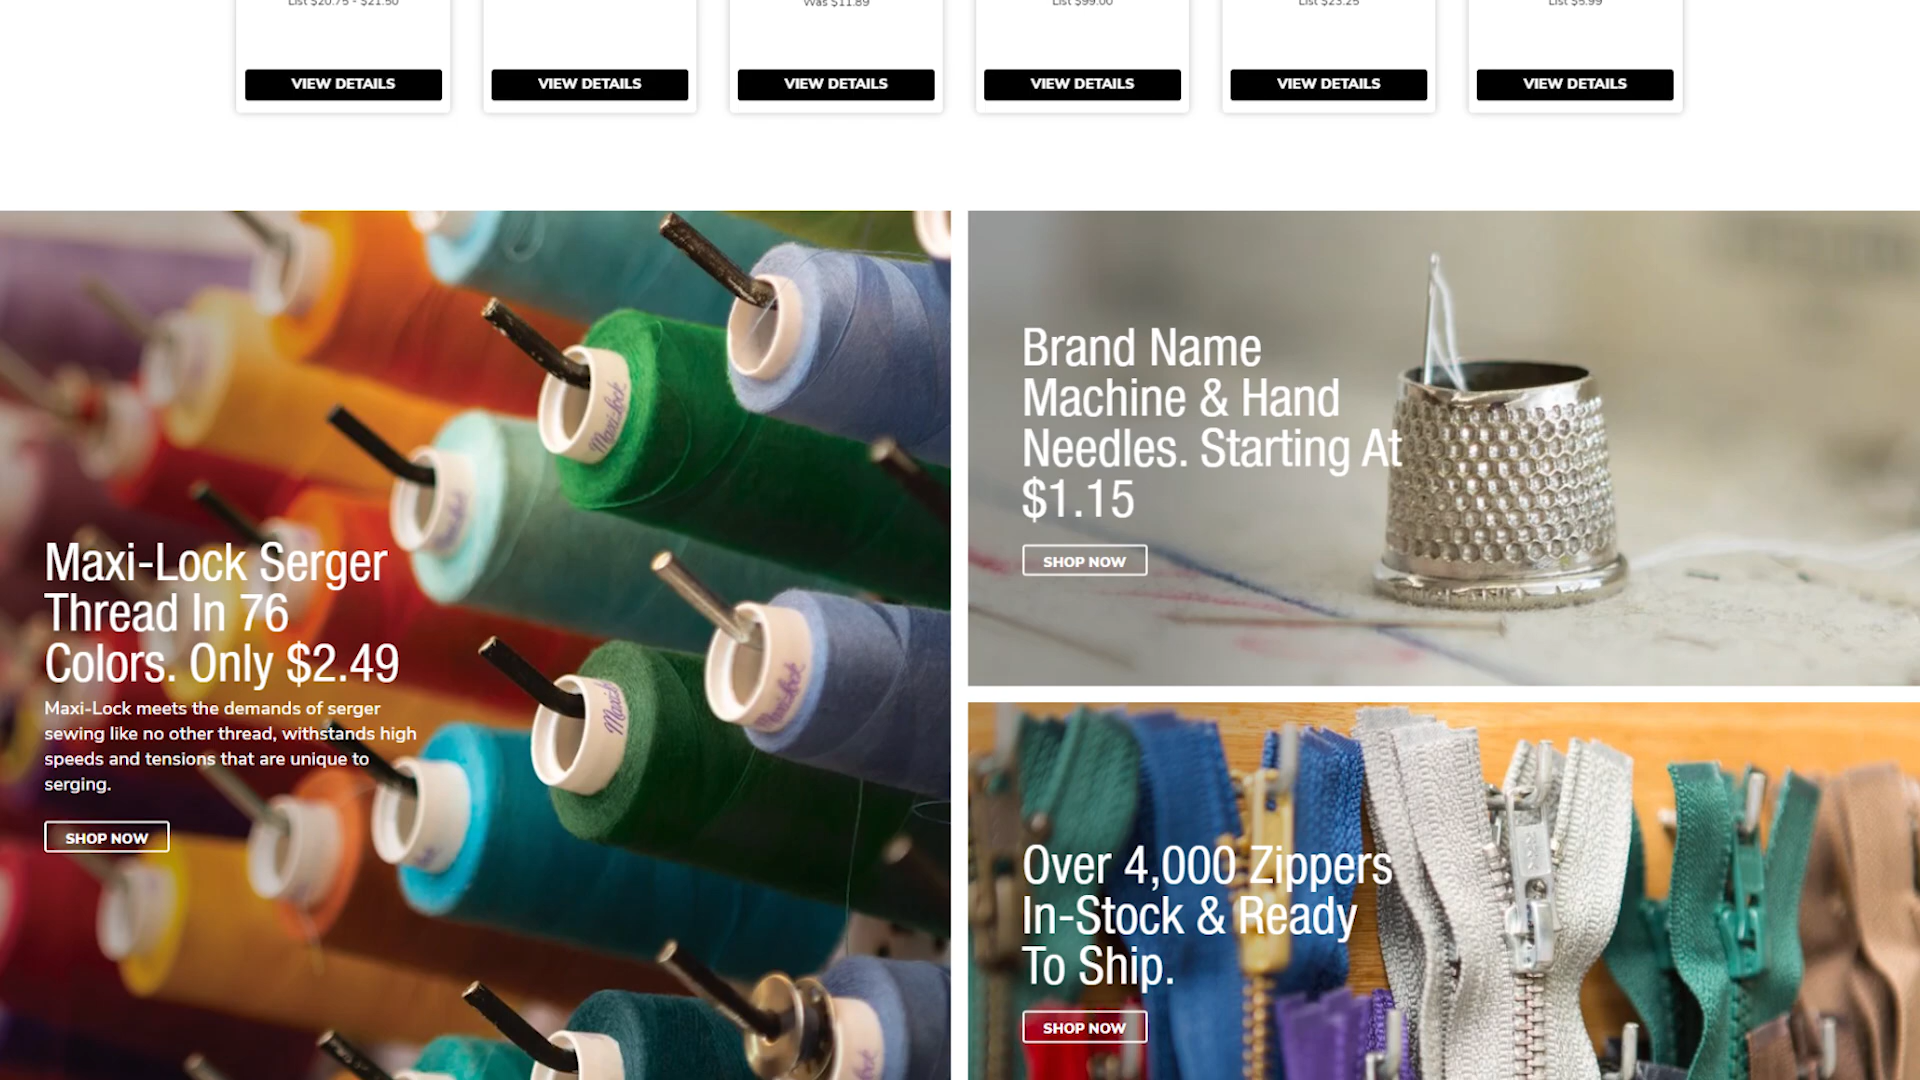 List $20.75 - $21.50
Was $11.89
List $99.00
List $23.25
List $5.99
VIEW DETAILS
VIEW DETAILS
VIEW DETAILS
VIEW DETAILS
VIEW DETAILS
VIEW DETAILS
Maxi-Lock Serger
Thread In 76
Colors. Only $2.49
Maxi-Lock meets the demands of serger
sewing like no other thread, withstands high
speeds and tensions that are unique to
serging.
SHOP NOW
Maxi-Lock
Maxi-Lock
Brand Name
Machine & Hand
Needles. Starting At
$1.15
SHOP NOW
Over 4,000 Zippers
In-Stock & Ready
To Ship.
SHOP NOW